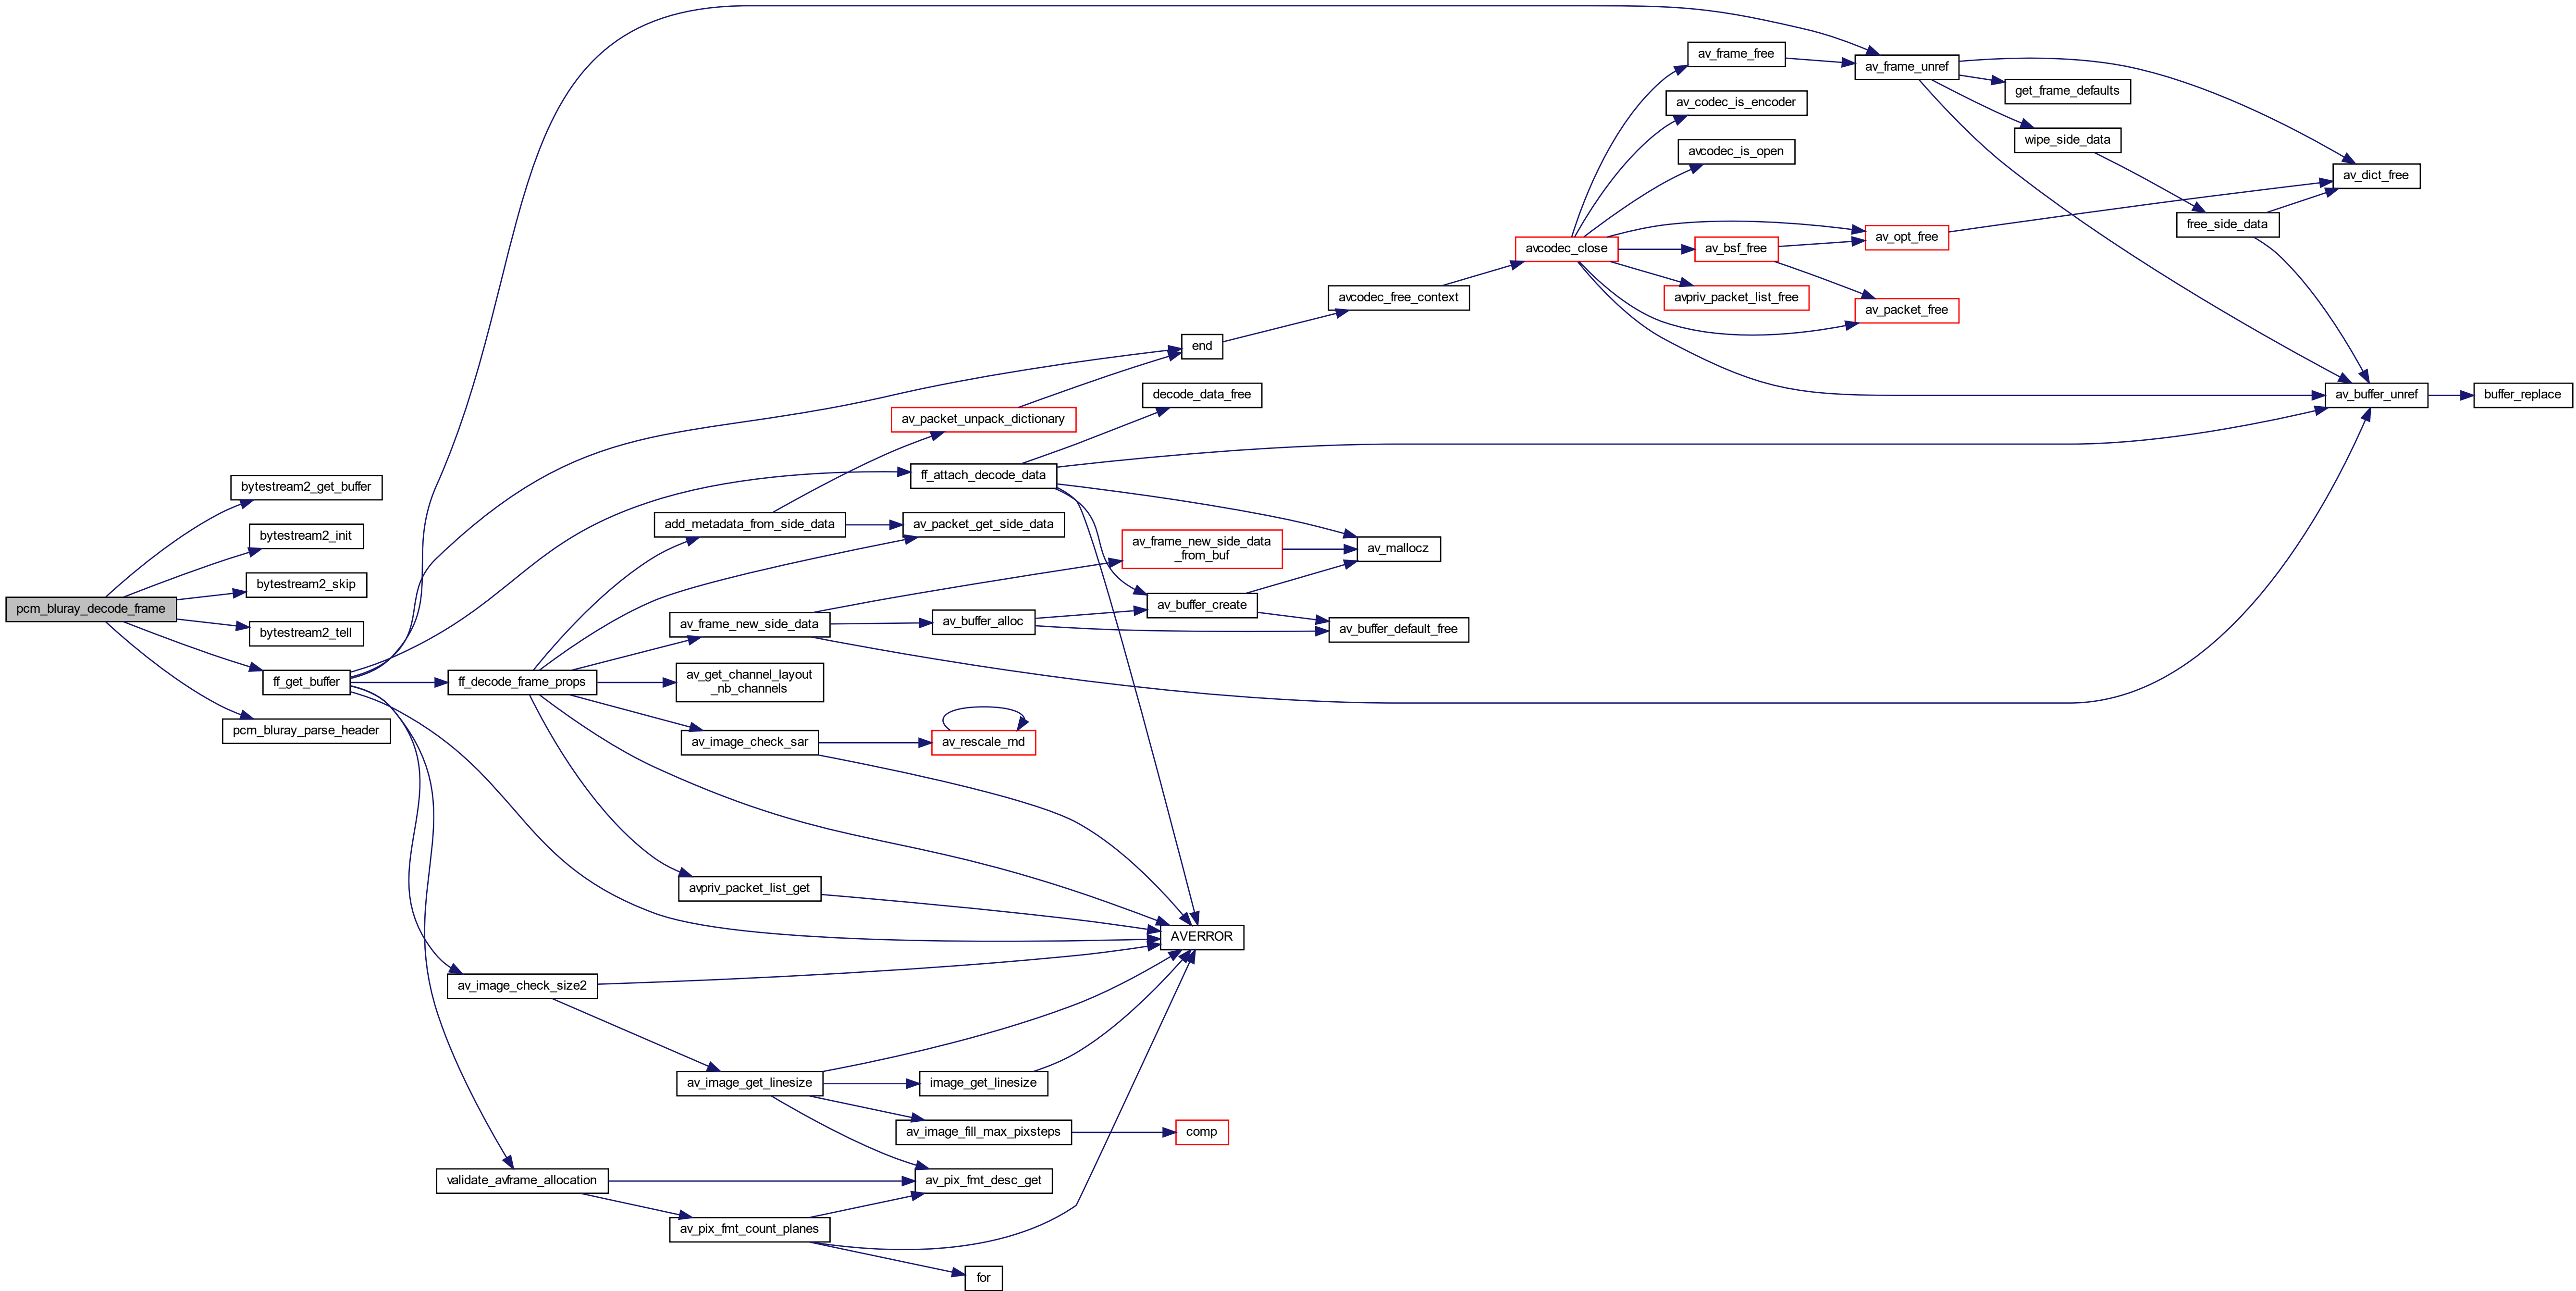 pcm_bluray_decode_frame
bytestream2_get_buffer
bytestream2_init
bytestream2_skip
bytestream2_tell
ff_get_buffer
pcm_bluray_parse_header
ff_decode_frame_props
av_image_check_size2
validate_avframe_allocation
add_metadata_from_side_data
av_frame_new_side_data
av_get_channel_layout
_nb_channels
av_image_check_sar
avpriv_packet_list_get
av_image_get_linesize
av_pix_fmt_count_planes
av_packet_unpack_dictionary
ff_attach_decode_data
av_packet_get_side_data
av_buffer_alloc
av_rescale_rnd
image_get_linesize
av_image_fill_max_pixsteps
av_pix_fmt_desc_get
for
end
decode_data_free
av_frame_new_side_data
_from_buf
av_buffer_create
AVERROR
comp
avcodec_free_context
av_mallocz
av_buffer_default_free
avcodec_close
av_frame_free
av_codec_is_encoder
avcodec_is_open
av_bsf_free
avpriv_packet_list_free
av_frame_unref
av_opt_free
av_packet_free
get_frame_defaults
wipe_side_data
free_side_data
av_dict_free
av_buffer_unref
buffer_replace